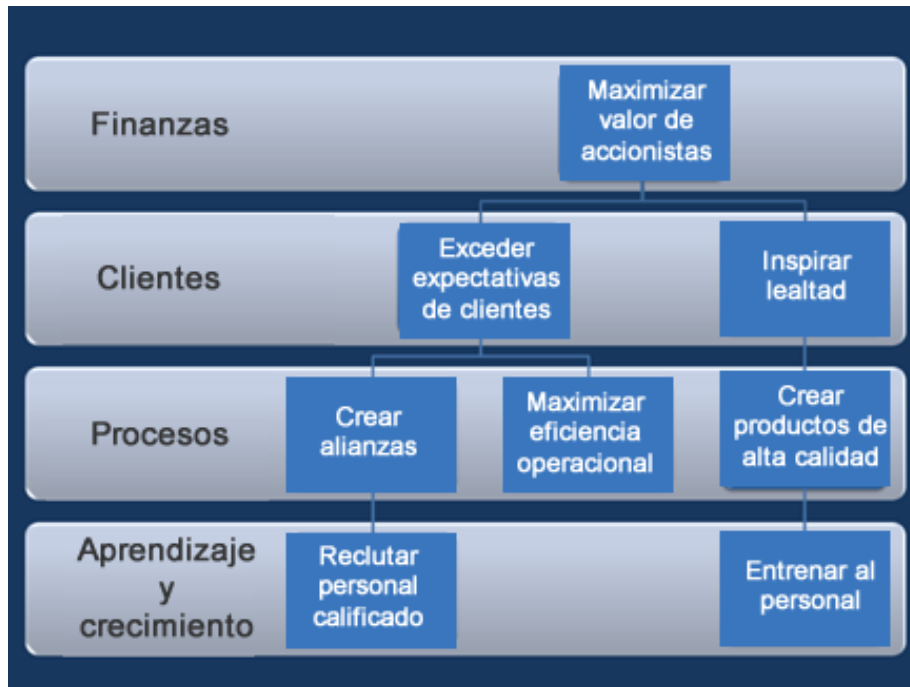 Finanzas
Maximizar
valor de
accionistas
Clientes
Exceder
expectativas
de clientes
Inspirar
lealtad
Procesos
Crear
alianzas
Maximizar
eficiencia
operacional
Crear
productos de
alta calidad
Aprendizaje
y
crecimiento
Reclutar
personal
calificado
Entrenar al
personal